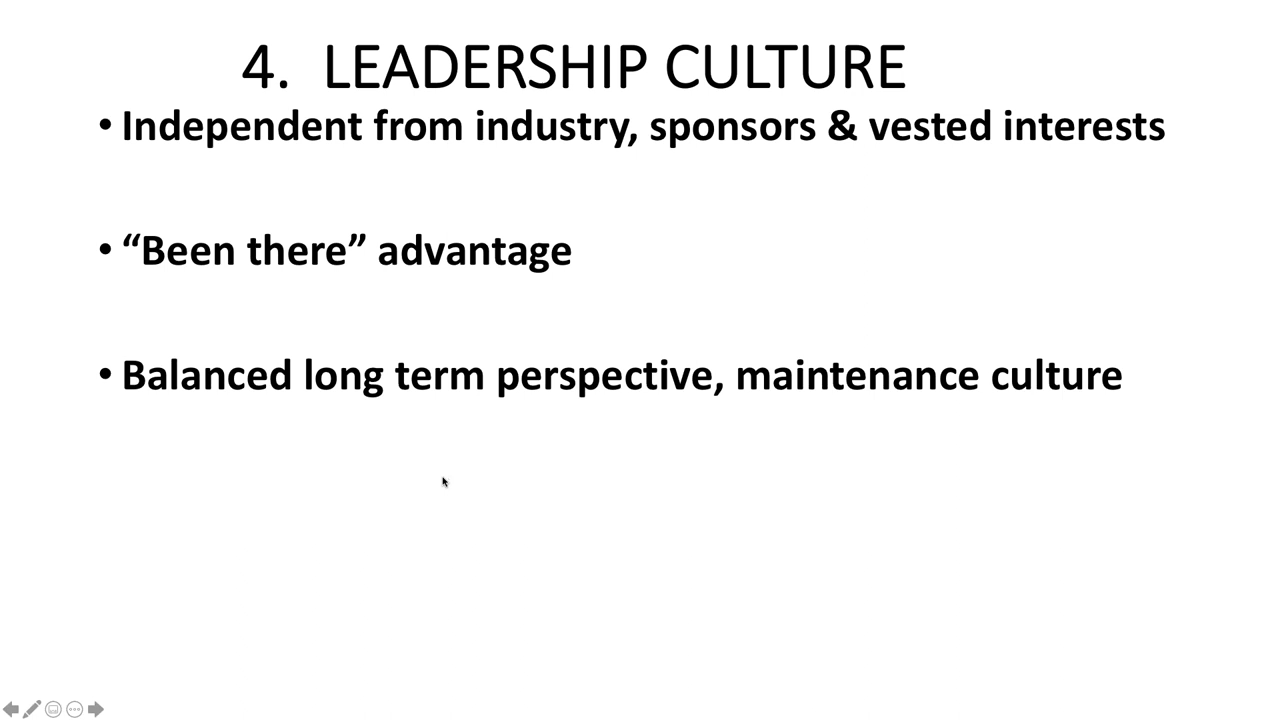 4.  LEADERSHIP CULTURE
• Independent from industry, sponsors & vested interests
• “Been there” advantage
• Balanced long term perspective, maintenance culture